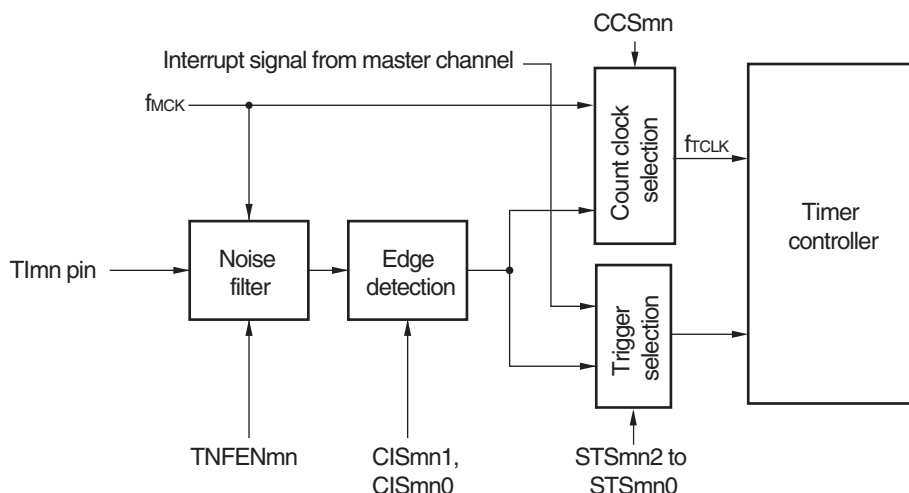 CCSmn
Interrupt signal from master channel
fMCK
Count clock
selection
fTCLK
Timer
controller
TImn pin
Noise
filter
Edge
detection
Trigger
selection
TNFENmn
CISmn1,
CISmn0
STSmn2 to
STSmn0